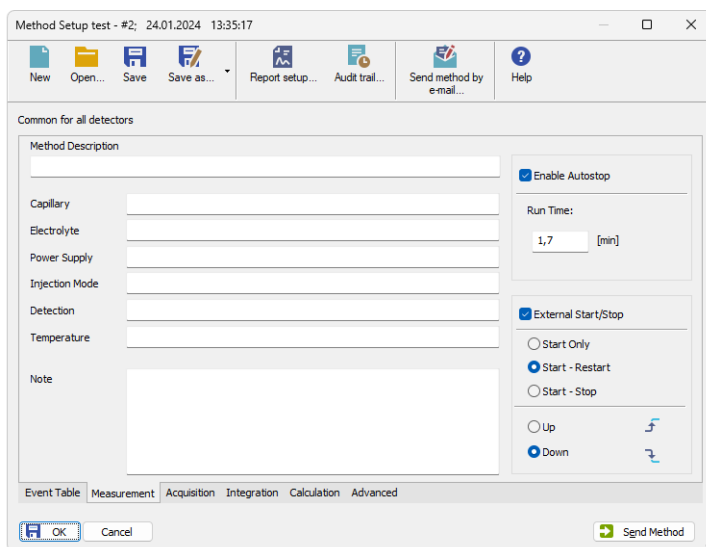 Method Setup test - #2;   24.01.2024   13:35:17
New
Open...
Save
Save as...
Report setup...
Audit trail...
Send method by
e-mail...
Help
Common for all detectors
Method Description
Enable Autostop
Run Time:
1,7 [min]
Capillary
Electrolyte
Power Supply
Injection Mode
Detection
Temperature
Note
External Start/Stop
Start Only
Start - Restart
Start - Stop
Up
Down
Event Table
Measurement
Acquisition
Integration
Calculation
Advanced
OK
Cancel
Send Method